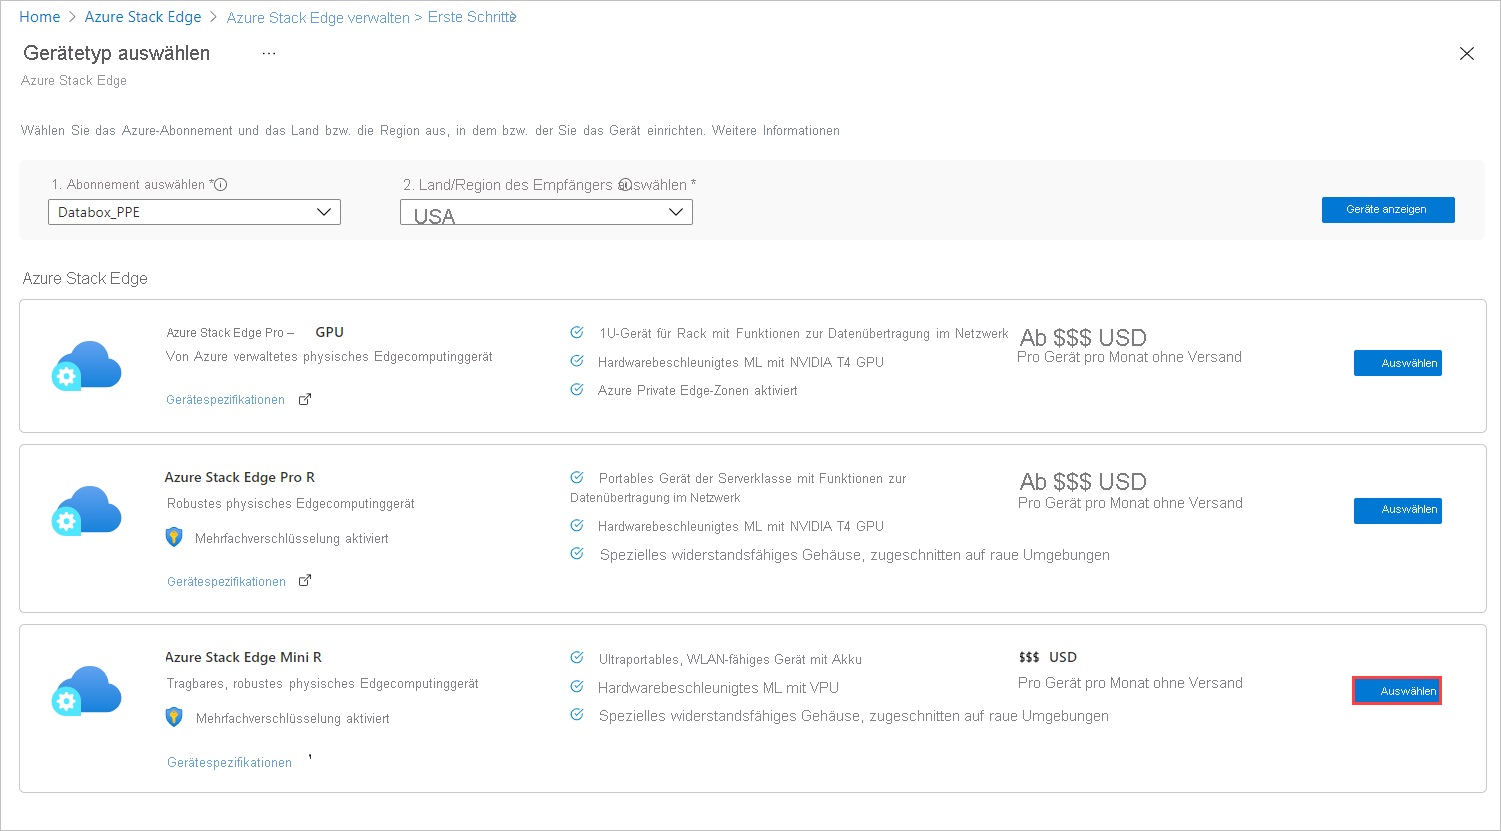 Home > Azure Stack Edge > Azure Stack Edge verwalten > Erste Schritte
Gerätetyp auswählen ...
Azure Stack Edge
Wählen Sie das Azure-Abonnement und das Land bzw. die Region aus, in dem bzw. der Sie das Gerät einrichten. Weitere Informationen
1. Abonnement auswählen *
2. Land/Region des Empfängers auswählen *
Databox_PPE
USA
Geräte anzeigen
Azure Stack Edge
Azure Stack Edge Pro – GPU
Von Azure verwaltetes physisches Edgecomputinggerät
Gerätespezifikationen
1U-Gerät für Rack mit Funktionen zur Datenübertragung im Netzwerk
Hardwarebeschleunigtes ML mit NVIDIA T4 GPU
Azure Private Edge-Zonen aktiviert
Ab $$$ USD
Pro Gerät pro Monat ohne Versand
Auswählen
Azure Stack Edge Pro R
Robustes physisches Edgecomputinggerät
Mehrfachverschlüsselung aktiviert
Gerätespezifikationen
Portables Gerät der Serverklasse mit Funktionen zur
Datenübertragung im Netzwerk
Hardwarebeschleunigtes ML mit NVIDIA T4 GPU
Spezielles widerstandsfähiges Gehäuse, zugeschnitten auf raue Umgebungen
Ab $$$ USD
Pro Gerät pro Monat ohne Versand
Auswählen
Azure Stack Edge Mini R
Tragbares, robustes physisches Edgecomputinggerät
Mehrfachverschlüsselung aktiviert
Gerätespezifikationen
Ultraportables, WLAN-fähiges Gerät mit Akku
Hardwarebeschleunigtes ML mit VPU
Spezielles widerstandsfähiges Gehäuse, zugeschnitten auf raue Umgebungen
$$$ USD
Pro Gerät pro Monat ohne Versand
Auswählen